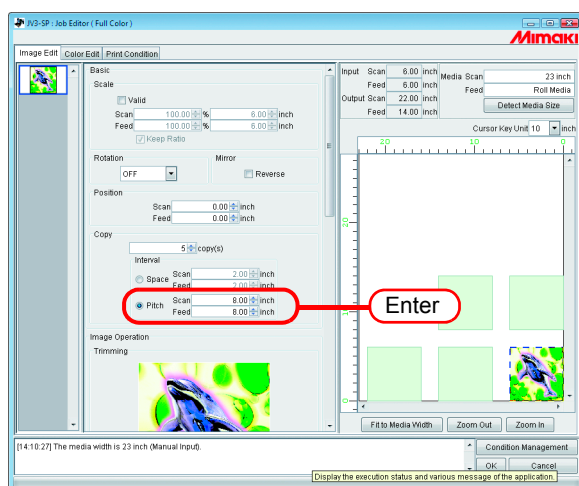 JV3-SP : Job Editor ( Full Color )
Mimaki
Image Edit Color Edit Print Condition
Basic
Scale
Valid
Scan 100.00 % 6.00 inch
Feed 100.00 % 6.00 inch
Keep Ratio
Rotation Mirror
OFF Reverse
Position
Scan 0.00 inch
Feed 0.00 inch
Copy
5 copy(s)
Interval
Space Scan 2.00 inch
Feed 2.00 inch
Pitch Scan 8.00 inch
Feed 8.00 inch
Image Operation
Trimming
Input Scan 6.00 inch Media Scan 23 inch
Feed 6.00 inch Feed Roll Media
Output Scan 22.00 inch
Feed 14.00 inch
Detect Media Size
Cursor Key Unit 10 inch
20 10 0
20
10
0
Enter
Fit to Media Width Zoom Out Zoom In
[14:10:27] The media width is 23 inch (Manual Input).
Condition Management
OK Cancel
Display the execution status and various message of the application.